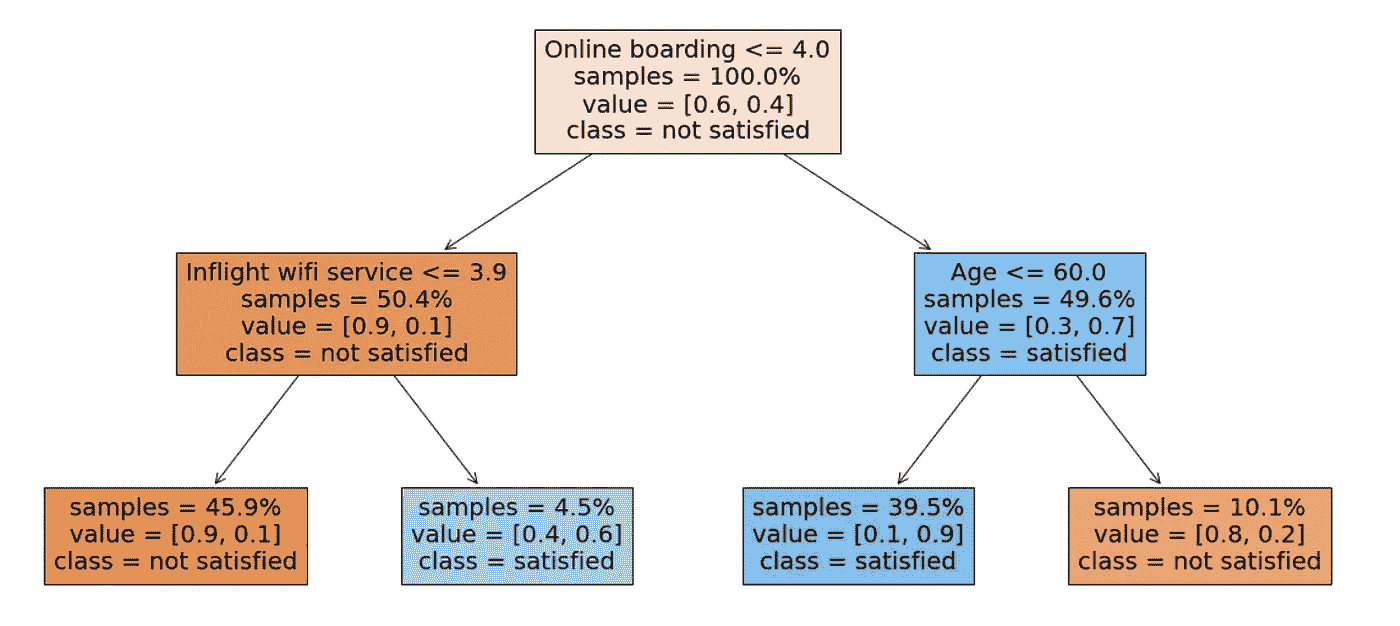 Online boarding <= 4.0
samples = 100.0%
value = [0.6, 0.4]
class = not satisfied
Inflight wifi service <= 3.9
samples = 50.4%
value = [0.9, 0.1]
class = not satisfied
Age <= 60.0
samples = 49.6%
value = [0.3, 0.7]
class = satisfied
samples = 45.9%
value = [0.9, 0.1]
class = not satisfied
samples = 4.5%
value = [0.4, 0.6]
class = satisfied
samples = 39.5%
value = [0.1, 0.9]
class = satisfied
samples = 10.1%
value = [0.8, 0.2]
class = not satisfied